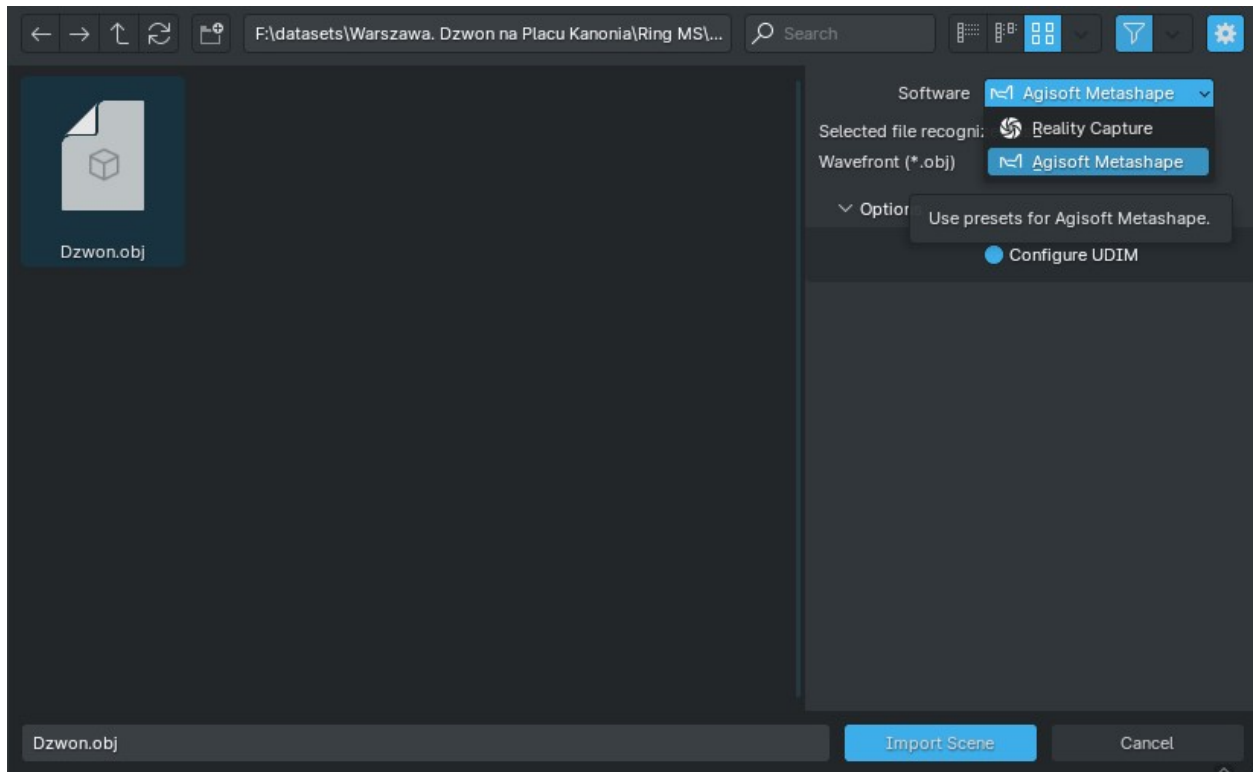 F:\datasets\Warszawa. Dzwon na Placu Kanonia\Ring MS\...
Search
Dzwon.obj
Software
Agisoft Metashape
Selected file recogni
Reality Capture
Wavefront (*.obj)
Agisoft Metashape
Option
Use presets for Agisoft Metashape.
Configure UDIM
Dzwon.obj
Import Scene
Cancel